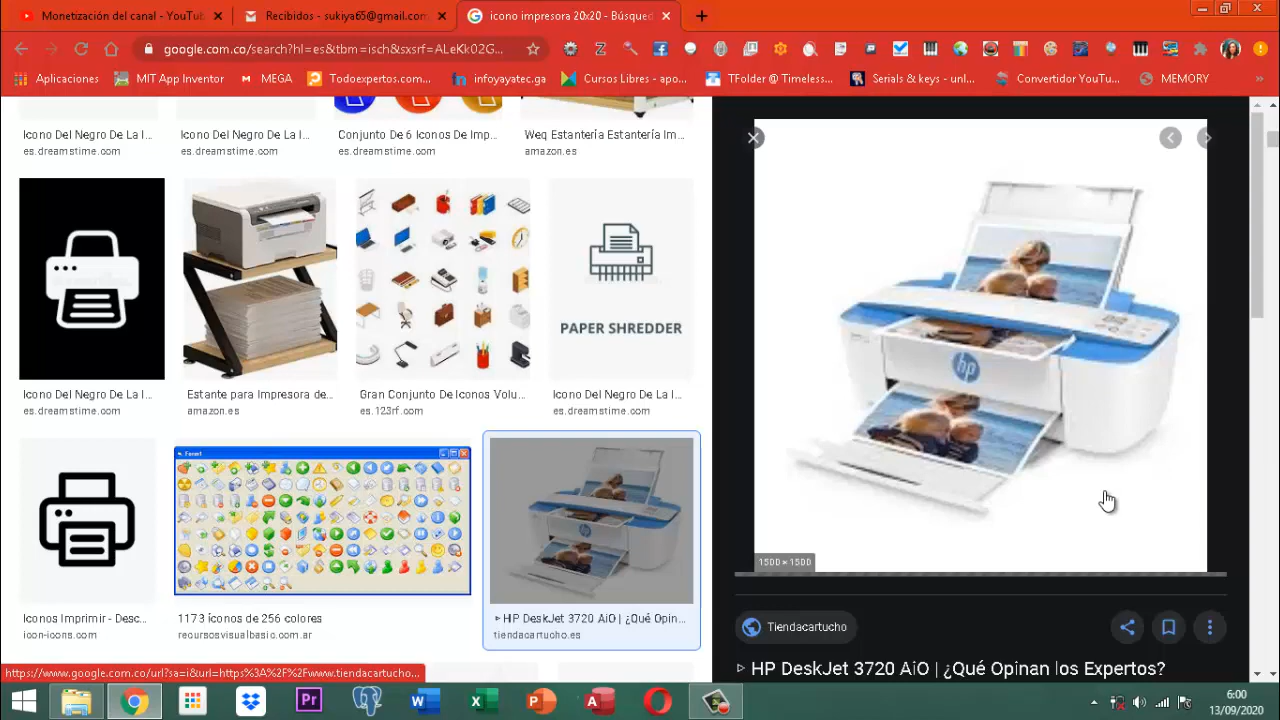 Monetización del canal - YouTu
Recibidos - sukiya65@gmail.com
icono impresora 20x20 - Búsqued
google.com.co/search?hl=es&tbm=isch&sxsrf=ALeKk02G...
Aplicaciones
MIT App Inventor
MEGA
Todoexpertos.com...
infoyayatec.ga
Cursos Libres - apo...
TFolder @ Timeless...
Serials & keys - unl...
Convertidor YouTu...
MEMORY
»
Icono Del Negro De La I...
es.dreamstime.com
Icono Del Negro De La I...
es.dreamstime.com
Conjunto De 6 Iconos De Imp...
es.dreamstime.com
Weq Estantería Estantería Im...
amazon.es
PAPER SHREDDER
Icono Del Negro De La I...
es.dreamstime.com
Estante para Impresora de...
amazon.es
Gran Conjunto De Iconos Volu...
es.123rf.com
Icono Del Negro De La I...
es.dreamstime.com
Form1
Iconos Imprimir - Desc...
icon-icons.com
1173 íconos de 256 colores
recursosvisualbasic.com.ar
▷ HP DeskJet 3720 AiO | ¿Qué Opin...
tiendacartucho.es
hp
1500 × 1500
Tiendacartucho
▷ HP DeskJet 3720 AiO | ¿Qué Opinan los Expertos?
https://www.google.com.co/url?sa=i&url=https%3A%2F%2Fwww.tiendacartucho...
Pr
6:00
13/09/2020